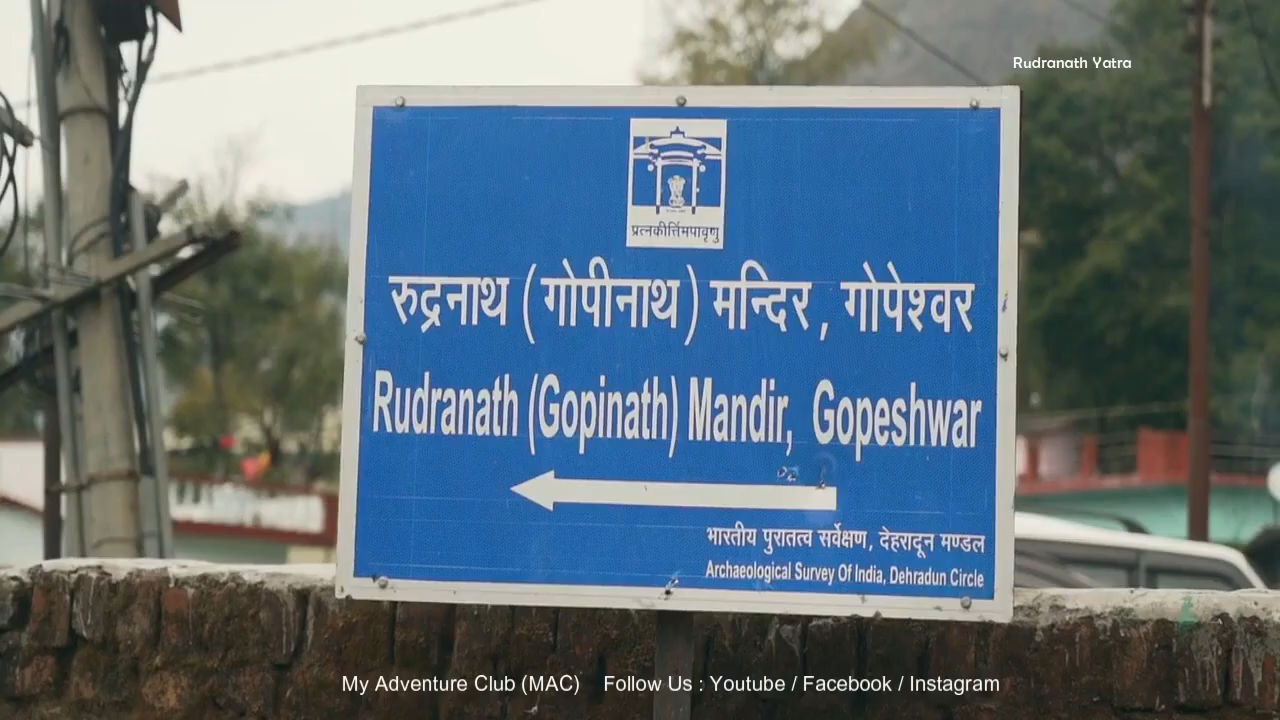 Rudranath Yatra
प्रत्नकीर्त्तिमपावृणु
रुद्रनाथ (गोपीनाथ) मन्दिर, गोपेश्वर
Rudranath (Gopinath) Mandir, Gopeshwar
भारतीय पुरातत्व सर्वेक्षण, देहरादून मण्डल
Archaeological Survey Of India, Dehradun Circle
My Adventure Club (MAC) Follow Us : Youtube / Facebook / Instagram